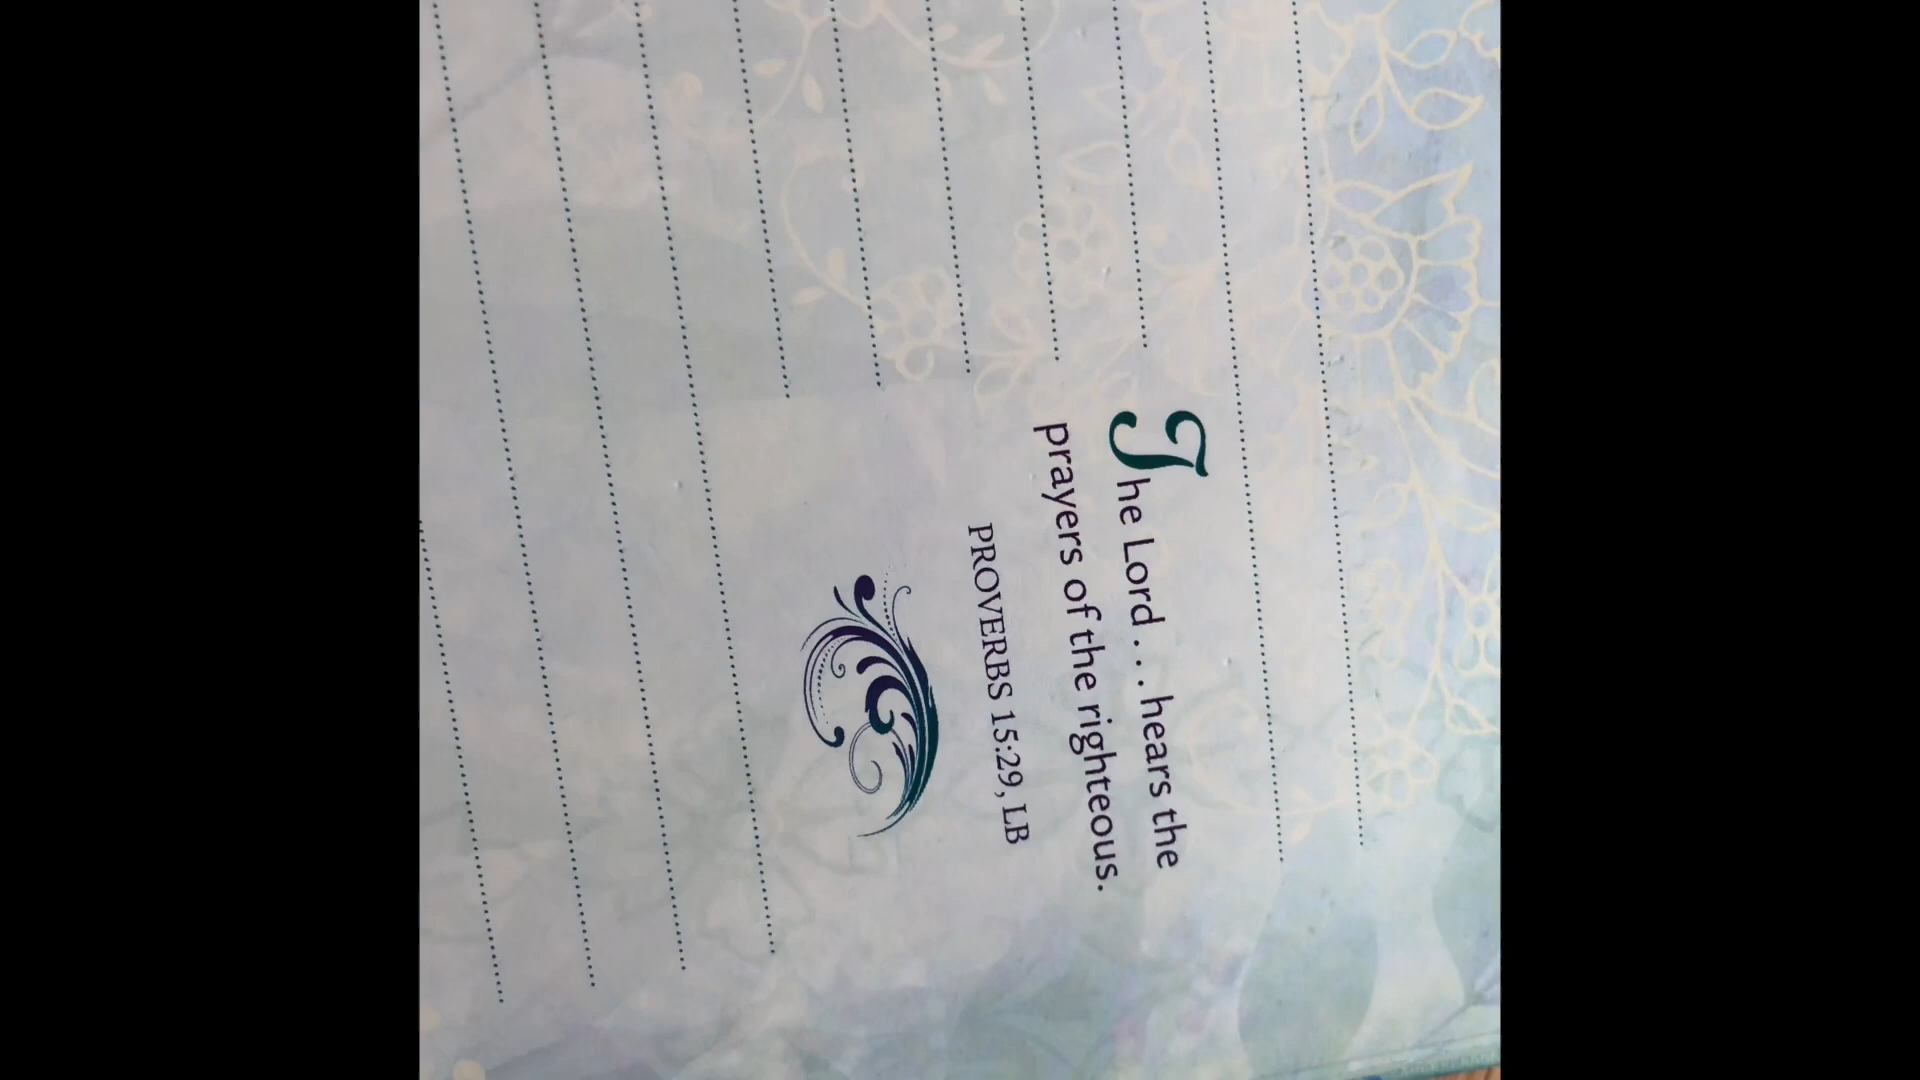 The Lord . . . hears the
prayers of the righteous.
PROVERBS 15:29, LB